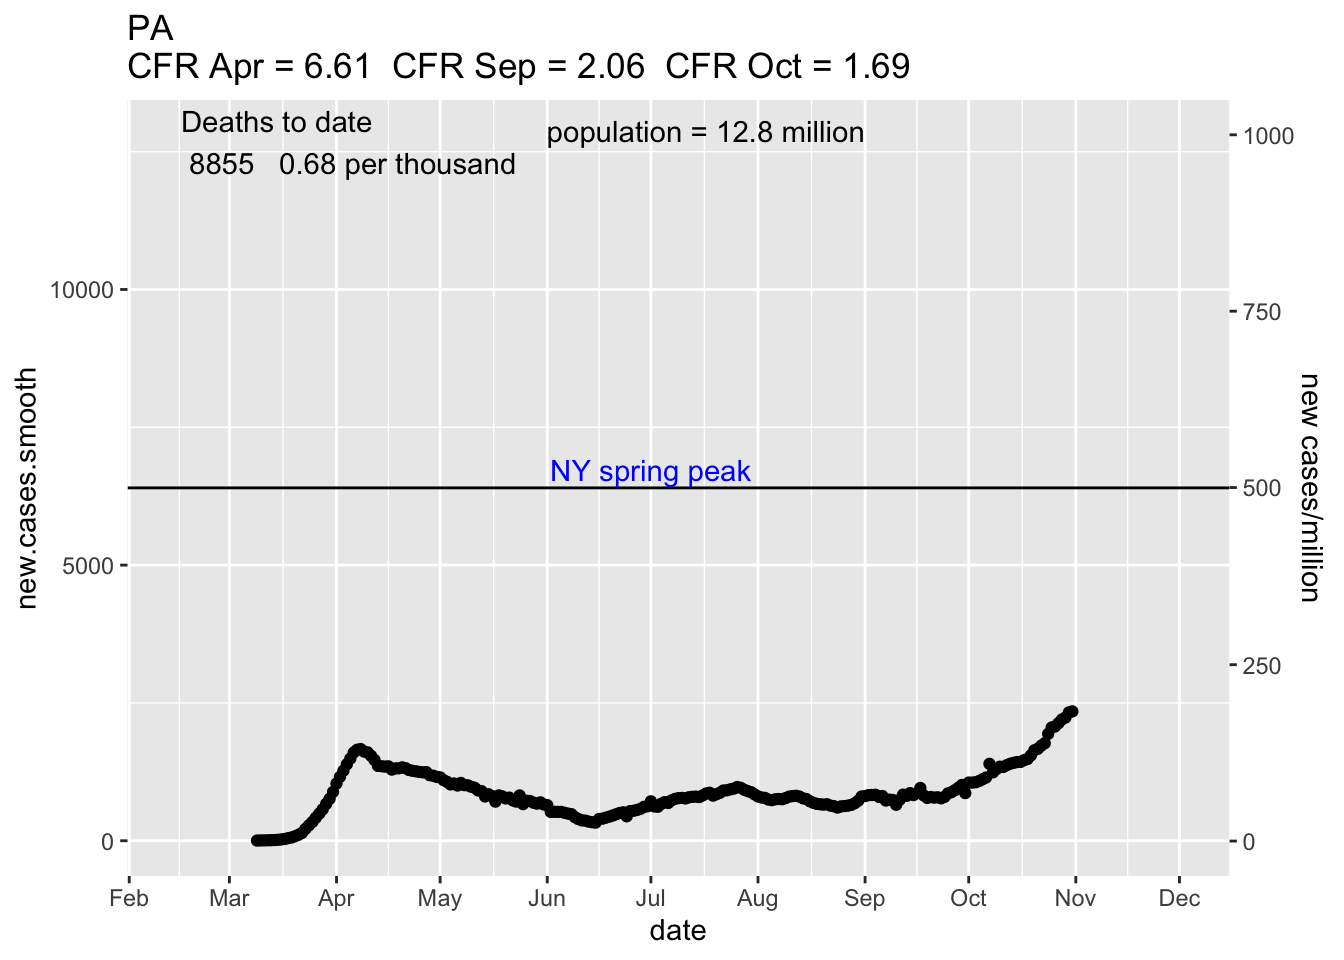 PA
CFR Apr = 6.61  CFR Sep = 2.06  CFR Oct = 1.69
Deaths to date
8855   0.68 per thousand
population = 12.8 million
NY spring peak
new.cases.smooth
10000
5000
0
1000
750
500
250
0
new cases/million
Feb Mar Apr May Jun Jul Aug Sep Oct Nov Dec
date